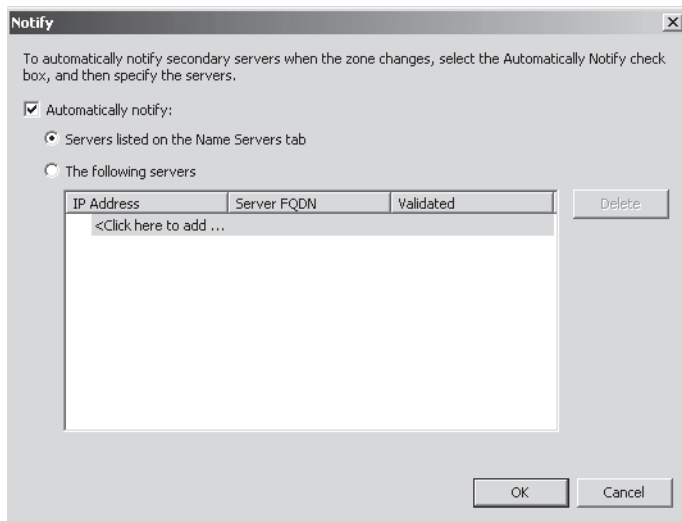 Notify
To automatically notify secondary servers when the zone changes, select the Automatically Notify check
box, and then specify the servers.
Automatically notify:
Servers listed on the Name Servers tab
The following servers
IP Address Server FQDN Validated
<Click here to add ...
Delete
OK Cancel